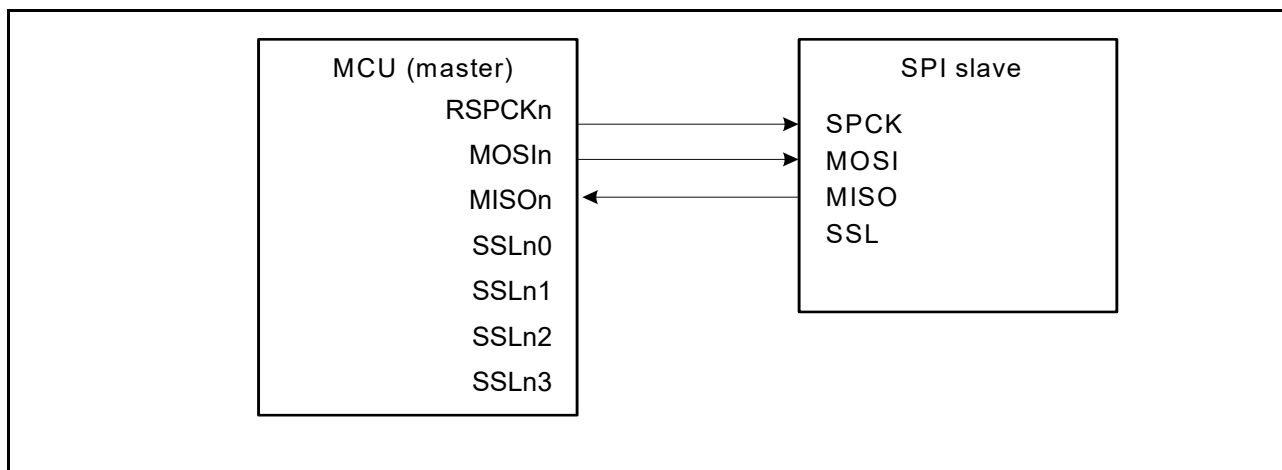 MCU (master)
RSPCKn
MOSIn
MISOn
SSLn0
SSLn1
SSLn2
SSLn3
SPI slave
SPCK
MOSI
MISO
SSL